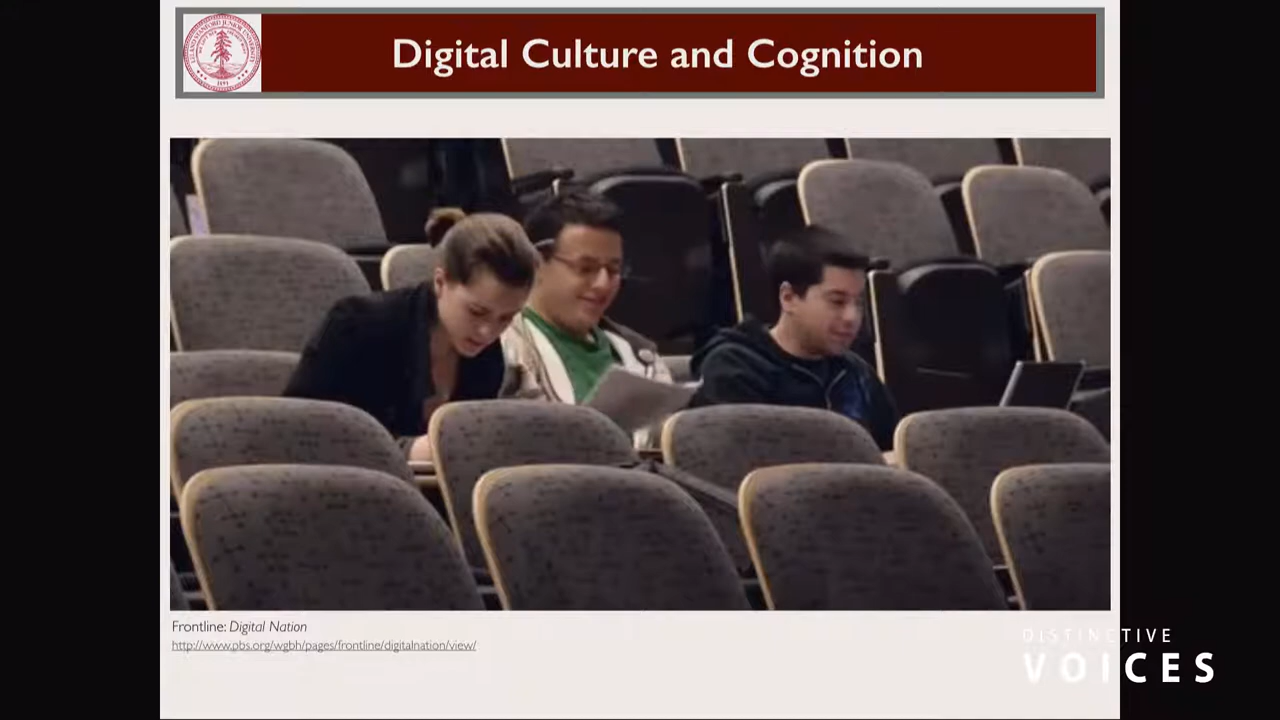 Digital Culture and Cognition
Frontline: Digital Nation
http://www.pbs.org/wgbh/pages/frontline/digitalnation/view/
DISTINCTIVE
VOICES